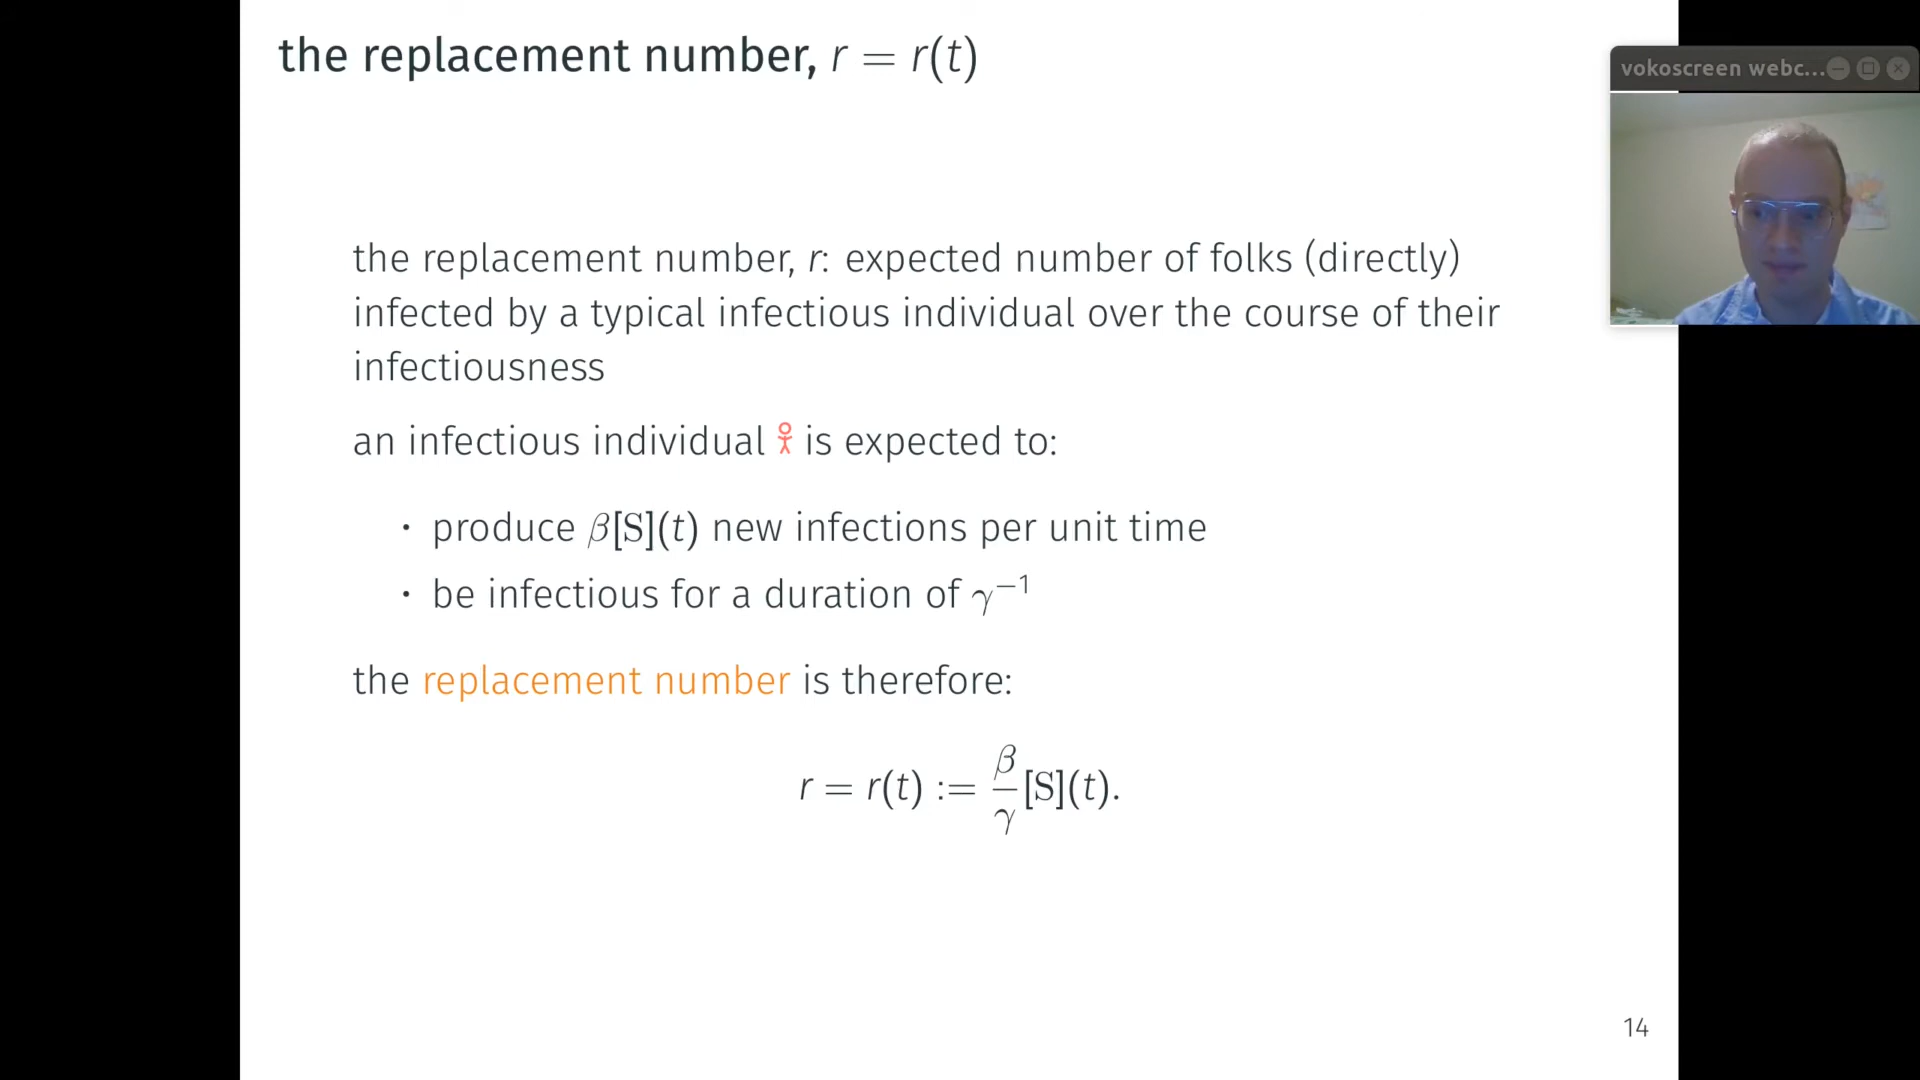 the replacement number, r = r(t)
vokoscreen webc...
the replacement number, r: expected number of folks (directly)
infected by a typical infectious individual over the course of their
infectiousness
an infectious individual is expected to:
• produce β[S](t) new infections per unit time
• be infectious for a duration of γ⁻¹
the replacement number is therefore:
r = r(t) := β/γ [S](t).
14